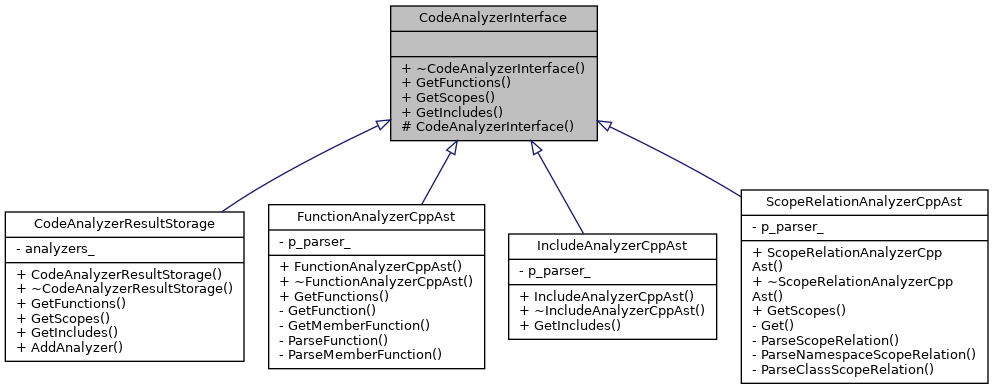 CodeAnalyzerInterface
+ ~CodeAnalyzerInterface()
+ GetFunctions()
+ GetScopes()
+ GetIncludes()
# CodeAnalyzerInterface()
CodeAnalyzerResultStorage
- analyzers_
+ CodeAnalyzerResultStorage()
+ ~CodeAnalyzerResultStorage()
+ GetFunctions()
+ GetScopes()
+ GetIncludes()
+ AddAnalyzer()
FunctionAnalyzerCppAst
- p_parser_
+ FunctionAnalyzerCppAst()
+ ~FunctionAnalyzerCppAst()
+ GetFunctions()
- GetFunction()
- GetMemberFunction()
- ParseFunction()
- ParseMemberFunction()
IncludeAnalyzerCppAst
- p_parser_
+ IncludeAnalyzerCppAst()
+ ~IncludeAnalyzerCppAst()
+ GetIncludes()
ScopeRelationAnalyzerCppAst
- p_parser_
+ ScopeRelationAnalyzerCpp
Ast()
+ ~ScopeRelationAnalyzerCpp
Ast()
+ GetScopes()
- Get()
- ParseScopeRelation()
- ParseNamespaceScopeRelation()
- ParseClassScopeRelation()